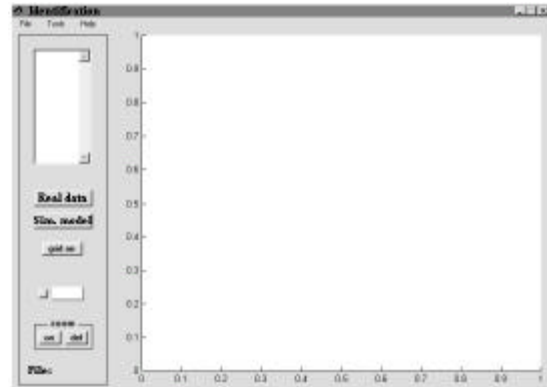 Identification
File Tools Help
Real data
Sim. model
grid on
zoom
on
File:
1
0.9
0.8
0.7
0.6
0.5
0.4
0.3
0.2
0.1
0
0 0.1 0.2 0.3 0.4 0.5 0.6 0.7 0.8 0.9 1